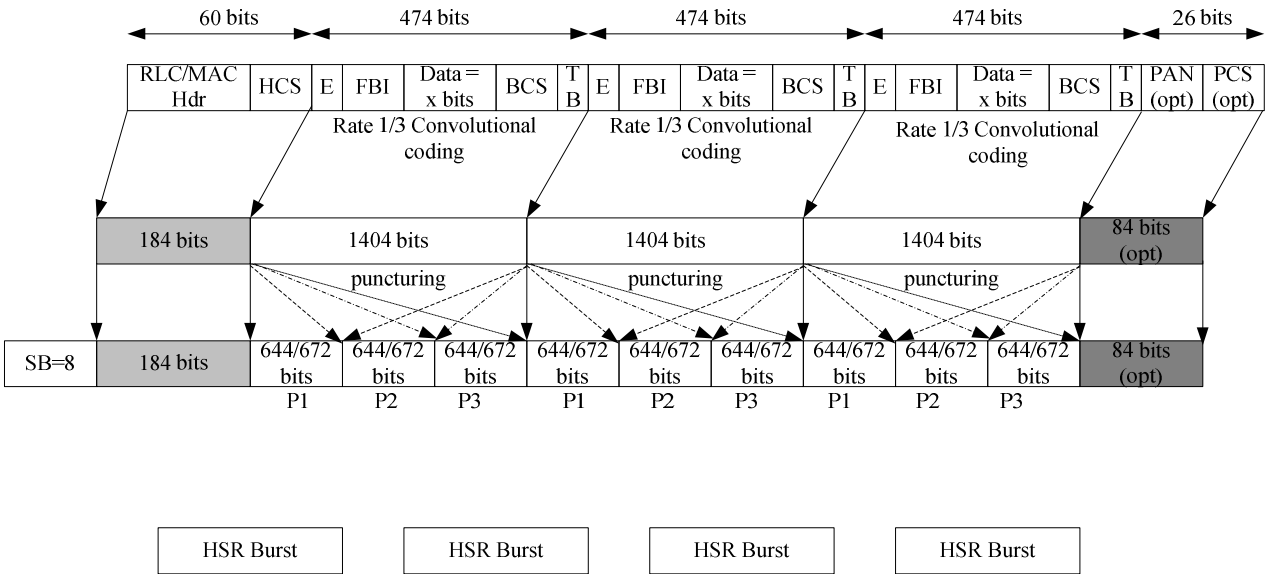 60 bits 474 bits 474 bits 474 bits 26 bits
RLC/MAC Hdr HCS E FBI Data = x bits BCS T B E FBI Data = x bits BCS T B E FBI Data = x bits BCS T B PAN (opt) PCS (opt)
Rate 1/3 Convolutional coding Rate 1/3 Convolutional coding Rate 1/3 Convolutional coding
184 bits 1404 bits 1404 bits 1404 bits 84 bits (opt)
puncturing puncturing puncturing
SB=8 184 bits 644/672 bits 644/672 bits 644/672 bits 644/672 bits 644/672 bits 644/672 bits 644/672 bits 644/672 bits 644/672 bits 84 bits (opt)
P1 P2 P3 P1 P2 P3 P1 P2 P3
HSR Burst HSR Burst HSR Burst HSR Burst